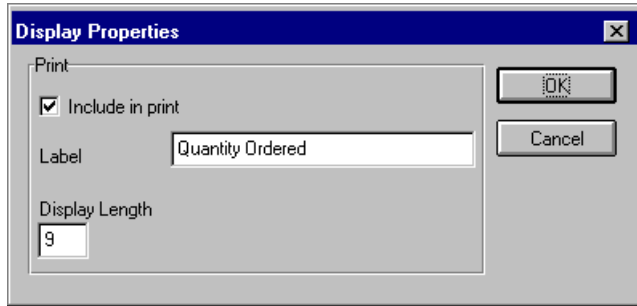 Display Properties
Print
Include in print
OK
Label
Quantity Ordered
Cancel
Display Length
9